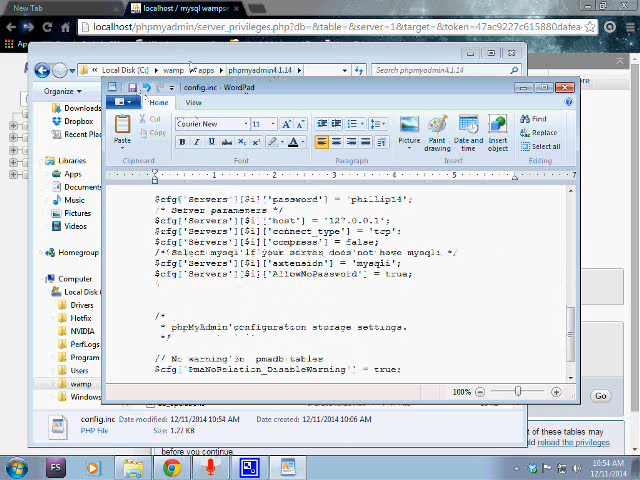 New Tab
localhost / mysql wamps
localhost/phpmyadmin/server_privileges.php?db=&table=&server=1&target=&token=47ac9227c615880dafea
Local Disk (C:)
wamp
apps
phpmyadmin4.1.14
Search phpmyadmin4.1.14
Organize
config.inc - WordPad
Home
View
Cut
Copy
Paste
Clipboard
Courier New
11
Font
Paragraph
Picture
Paint drawing
Date and time
Insert object
Insert
Find
Replace
Select all
Editing
Downloads
Dropbox
Recent Plac
Libraries
Apps
Documents
Music
Pictures
Videos
Homegroup
Computer
Local Disk
Drivers
Hotfix
NVIDIA
PerfLogs
Program
Users
wamp
Windows
$cfg['Servers'][$i]['password'] = 'phillip14';
/* Server parameters */
$cfg['Servers'][$i]['host'] = '127.0.0.1';
$cfg['Servers'][$i]['connect_type'] = 'tcp';
$cfg['Servers'][$i]['compress'] = false;
/* Select mysqli if your server does not have mysqli */
$cfg['Servers'][$i]['extension'] = 'mysqli';
$cfg['Servers'][$i]['AllowNoPassword'] = true;
/*
* phpMyAdmin configuration storage settings.
*/
// No warning on pmadb tables
$cfg['PmaNoRelation_DisableWarning'] = true;
100%
Go
config.inc
Date modified: 12/11/2014 10:54 AM
Date created: 12/11/2014 10:06 AM
PHP File
Size: 1.22 KB
t of these tables may
uld reload the privileges
before you continue.
FS
10:54 AM
12/11/2014